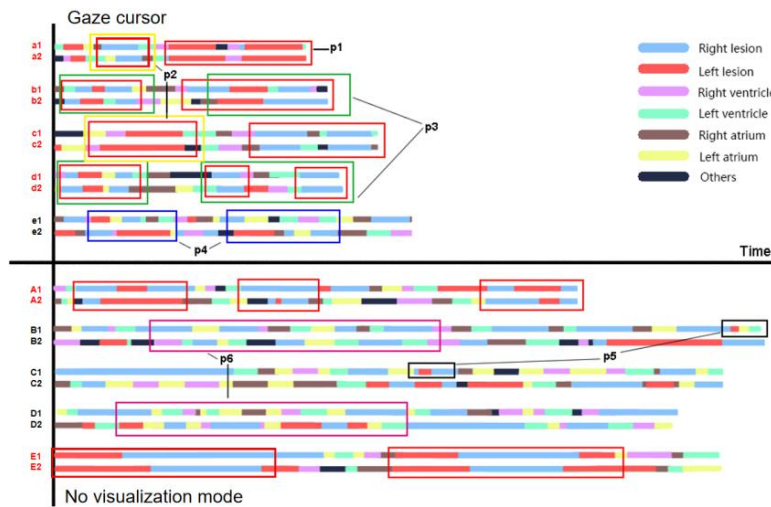 Gaze cursor
a1
a2
p1
p2
b1
b2
c1
c2
p3
d1
d2
e1
e2
p4
Right lesion
Left lesion
Right ventricle
Left ventricle
Right atrium
Left atrium
Others
Time
A1
A2
B1
B2
p6
p5
C1
C2
D1
D2
E1
E2
No visualization mode